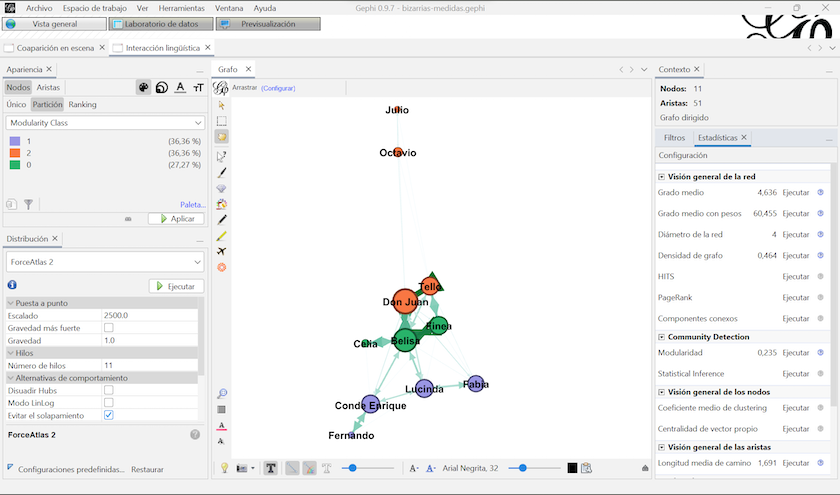 Archivo Espacio de trabajo Ver Herramientas Ventana Ayuda Gephi 0.9.7 - bizarrias-medidas.gephi
Vista general Laboratorio de datos Previsualización
Coaparición en escena Interacción lingüística
Apariencia
Nodos Aristas
Único Partición Ranking
Modularity Class
1 (36,36 %)
2 (36,36 %)
0 (27,27 %)
Paleta...
Aplicar
Distribución
ForceAtlas 2
Ejecutar
Puesta a punto
Escalado 2500.0
Gravedad más fuerte
Gravedad 1.0
Hilos
Número de hilos 11
Alternativas de comportamiento
Disuadir Hubs
Modo LinLog
Evitar el solapamiento
ForceAtlas 2
Configuraciones predefinidas... Restaurar
Grafo
Arrastrar (Configurar)
Julio
Octavio
Tello
Don Juan
Finea
Belisa
Celia
Fabia
Lucinda
Conde Enrique
Fernando
Arial Negrita, 32
Contexto
Nodos: 11
Aristas: 51
Grafo dirigido
Filtros Estadísticas
Configuración
Visión general de la red
Grado medio 4,636 Ejecutar
Grado medio con pesos 60,455 Ejecutar
Diámetro de la red 4 Ejecutar
Densidad de grafo 0,464 Ejecutar
HITS Ejecutar
PageRank Ejecutar
Componentes conexos Ejecutar
Community Detection
Modularidad 0,235 Ejecutar
Statistical Inference Ejecutar
Visión general de los nodos
Coeficiente medio de clustering Ejecutar
Centralidad de vector propio Ejecutar
Visión general de las aristas
Longitud media de camino 1,691 Ejecutar